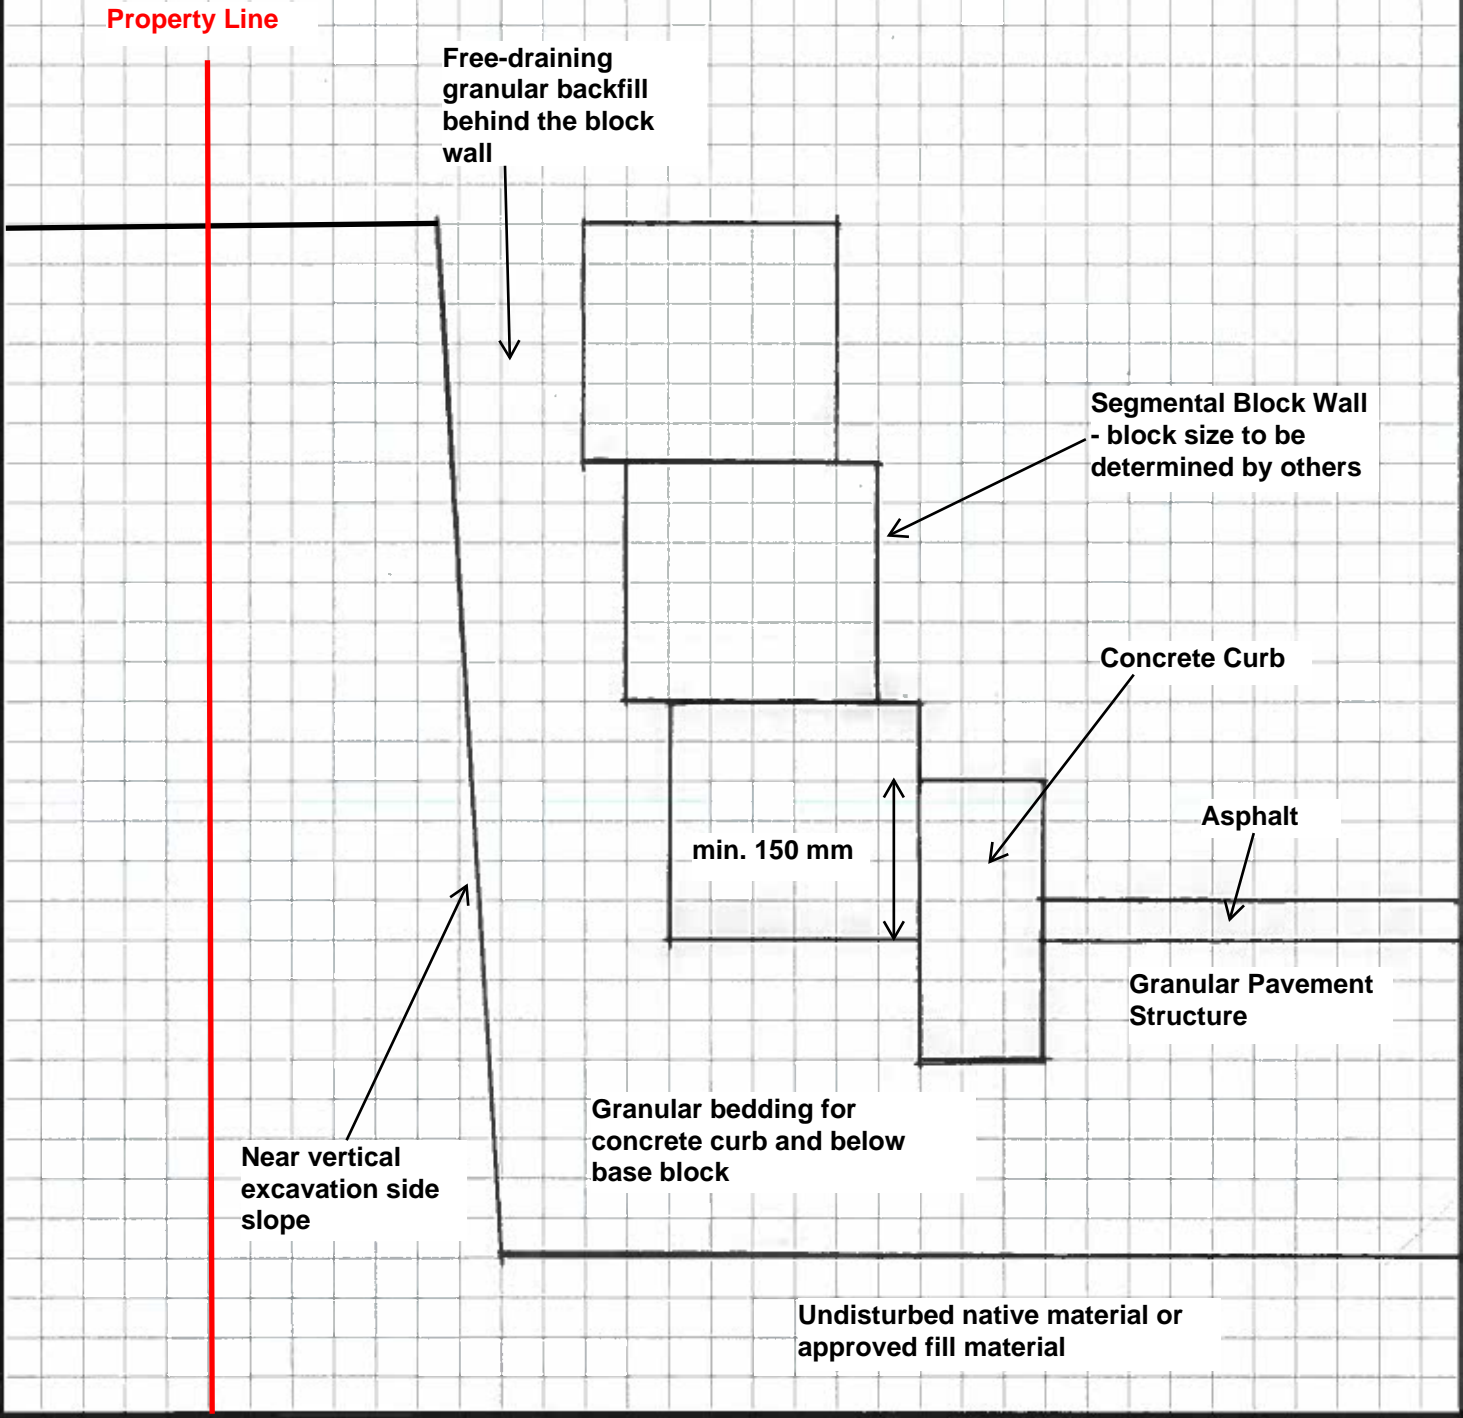 Property Line
Free-draining
granular backfill
behind the block
wall
Segmental Block Wall
- block size to be
determined by others
Concrete Curb
Asphalt
min. 150 mm
Granular Pavement
Structure
Granular bedding for
concrete curb and below
base block
Near vertical
excavation side
slope
Undisturbed native material or
approved fill material